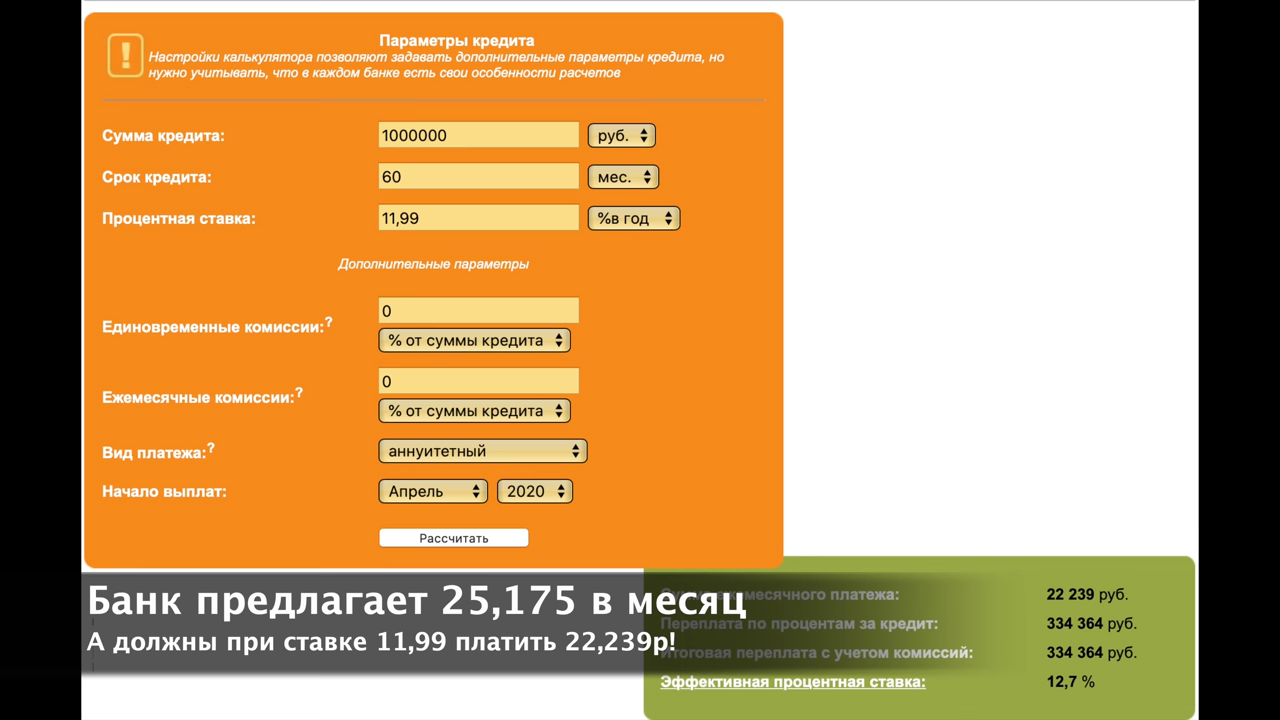 Параметры кредита
Настройки калькулятора позволяют задавать дополнительные параметры кредита, но
нужно учитывать, что в каждом банке есть свои особенности расчетов
Сумма кредита: 1000000 руб.
Срок кредита: 60 мес.
Процентная ставка: 11,99 %в год
Дополнительные параметры
Единовременные комиссии:? 0
% от суммы кредита
Ежемесячные комиссии:? 0
% от суммы кредита
Вид платежа:? аннуитетный
Начало выплат: Апрель 2020
Рассчитать
Банк предлагает 25,175 в месяц
А должны при ставке 11,99 платить 22,239р!
ежемесячного платежа: 22 239 руб.
Переплата по процентам за кредит: 334 364 руб.
Итоговая переплата с учетом комиссий: 334 364 руб.
Эффективная процентная ставка: 12,7 %